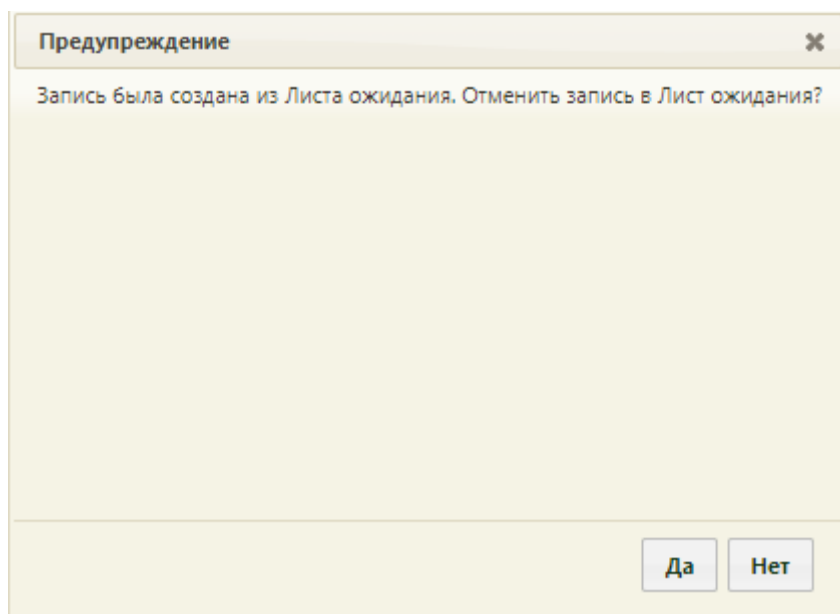 Предупреждение
Запись была создана из Листа ожидания. Отменить запись в Лист ожидания?
Да Нет